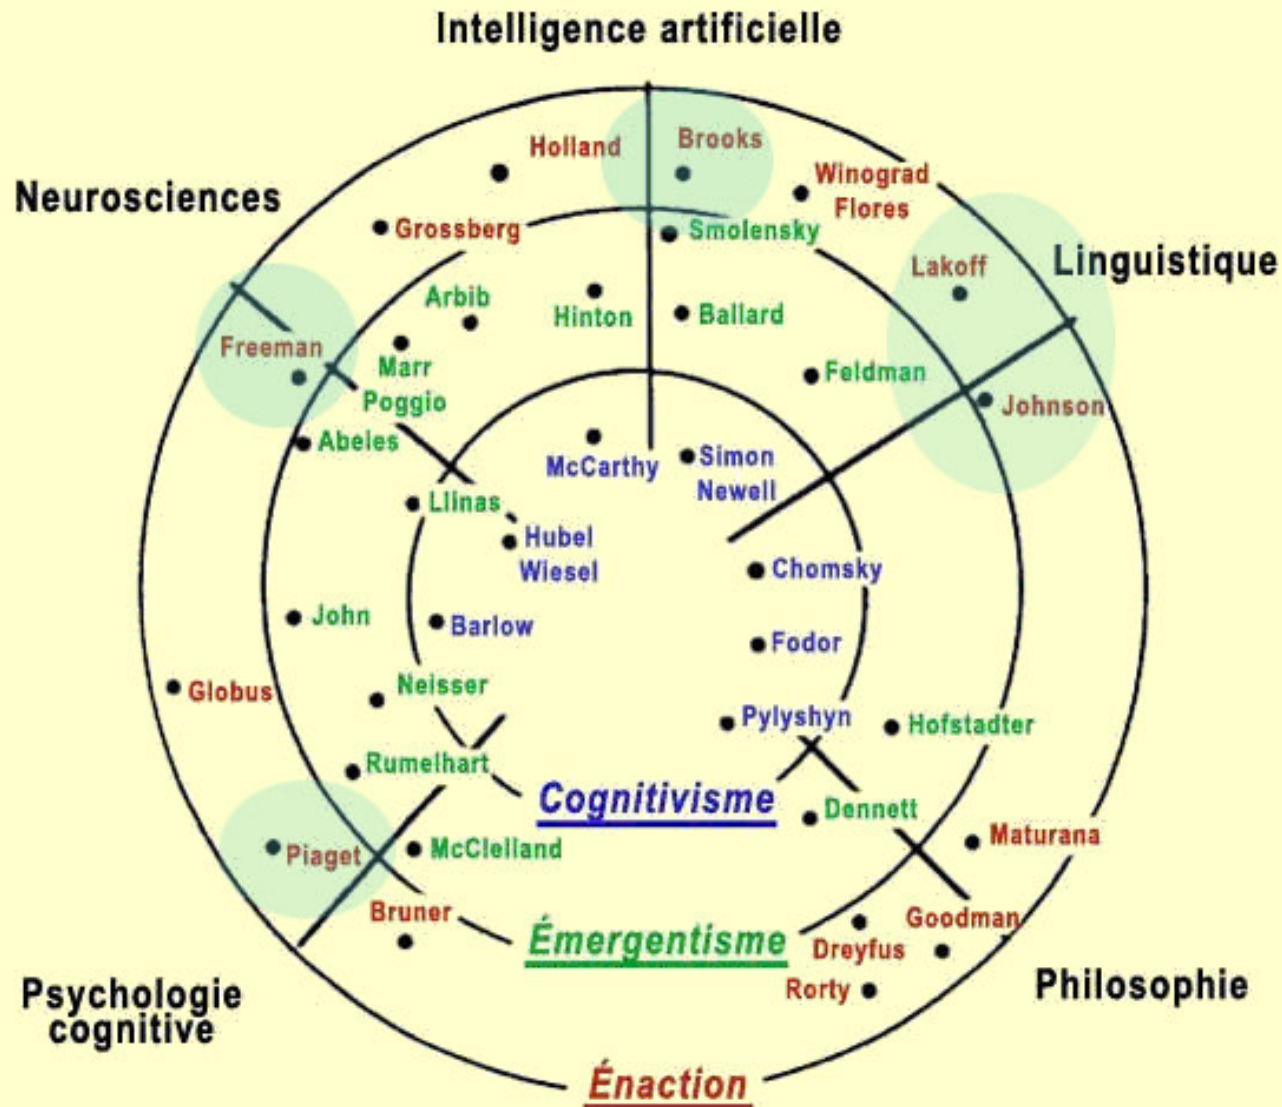 Intelligence artificielle
Holland
Brooks
Winograd
Flores
Neurosciences
Grossberg
Smolensky
Linguistique
Lakoff
Arbib
Hinton
Ballard
Freeman
Marr
Poggio
Feldman
Johnson
Abeles
McCarthy
Simon
Newell
Llinas
Hubel
Wiesel
Chomsky
John
Barlow
Fodor
Globus
Neisser
Pylyshyn
Hofstadter
Rumelhart
Cognitivisme
Dennett
Piaget
McClelland
Maturana
Bruner
Émergentisme
Goodman
Dreyfus
Rorty
Psychologie
cognitive
Philosophie
Énaction